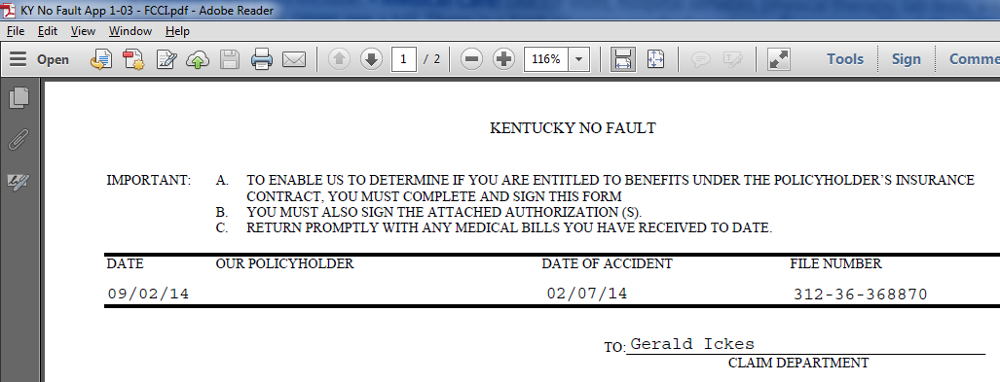 KY No Fault App 1-03 - FCCI.pdf - Adobe Reader
File Edit View Window Help
Open 1 / 2 116% Tools Sign Comme
KENTUCKY NO FAULT
IMPORTANT: A. TO ENABLE US TO DETERMINE IF YOU ARE ENTITLED TO BENEFITS UNDER THE POLICYHOLDER'S INSURANCE
CONTRACT, YOU MUST COMPLETE AND SIGN THIS FORM
B. YOU MUST ALSO SIGN THE ATTACHED AUTHORIZATION (S).
C. RETURN PROMPTLY WITH ANY MEDICAL BILLS YOU HAVE RECEIVED TO DATE.
DATE OUR POLICYHOLDER DATE OF ACCIDENT FILE NUMBER
09/02/14 02/07/14 312-36-368870
TO: Gerald Ickes
CLAIM DEPARTMENT